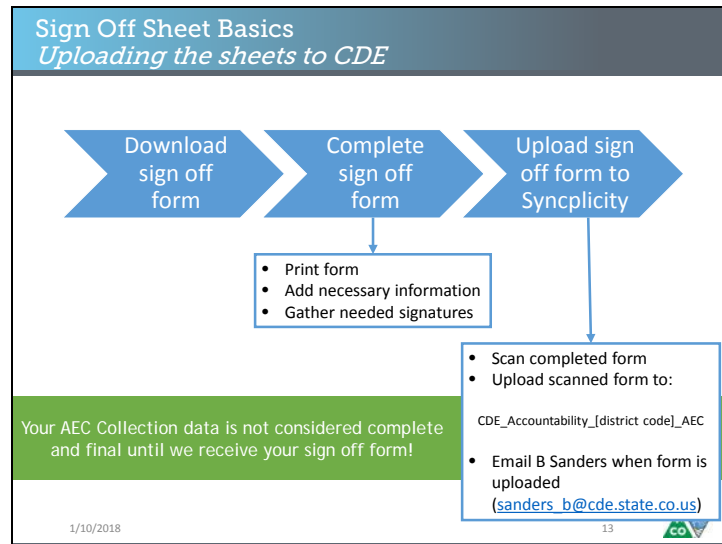 Sign Off Sheet Basics
Uploading the sheets to CDE
Download
sign off
form
Complete
sign off
form
Upload sign
off form to
Syncplicity
• Print form
• Add necessary information
• Gather needed signatures
• Scan completed form
• Upload scanned form to:
CDE_Accountability_[district code]_AEC
• Email B Sanders when form is
uploaded
(sanders_b@cde.state.co.us)
Your AEC Collection data is not considered complete
and final until we receive your sign off form!
1/10/2018
13
CO